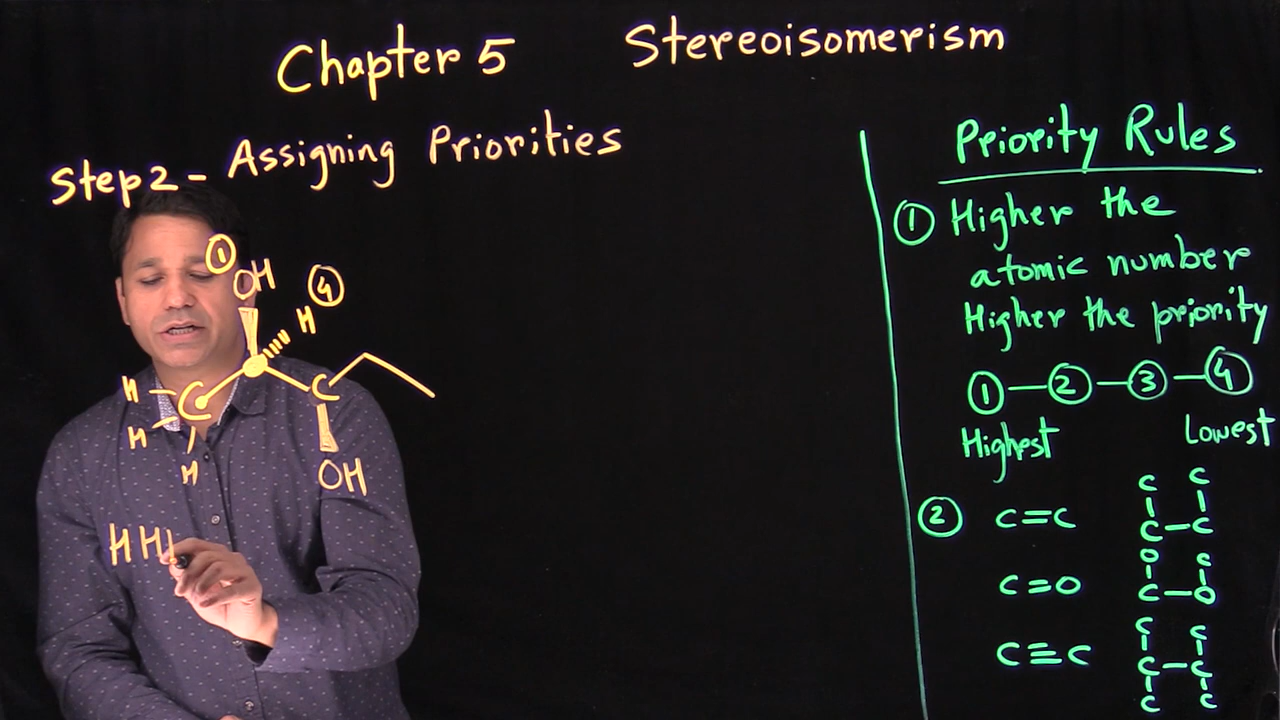 Chapter 5 Stereoisomerism
Step 2 - Assigning Priorities
①
OH
④
H
H
C
C
H
H
OH
HH
Priority Rules
① Higher the
atomic number
Higher the priority
① — ② — ③ — ④
Highest Lowest
② C=C
C C
C-C
C=O
O C
C-O
C≡C
C C
C-C
C C